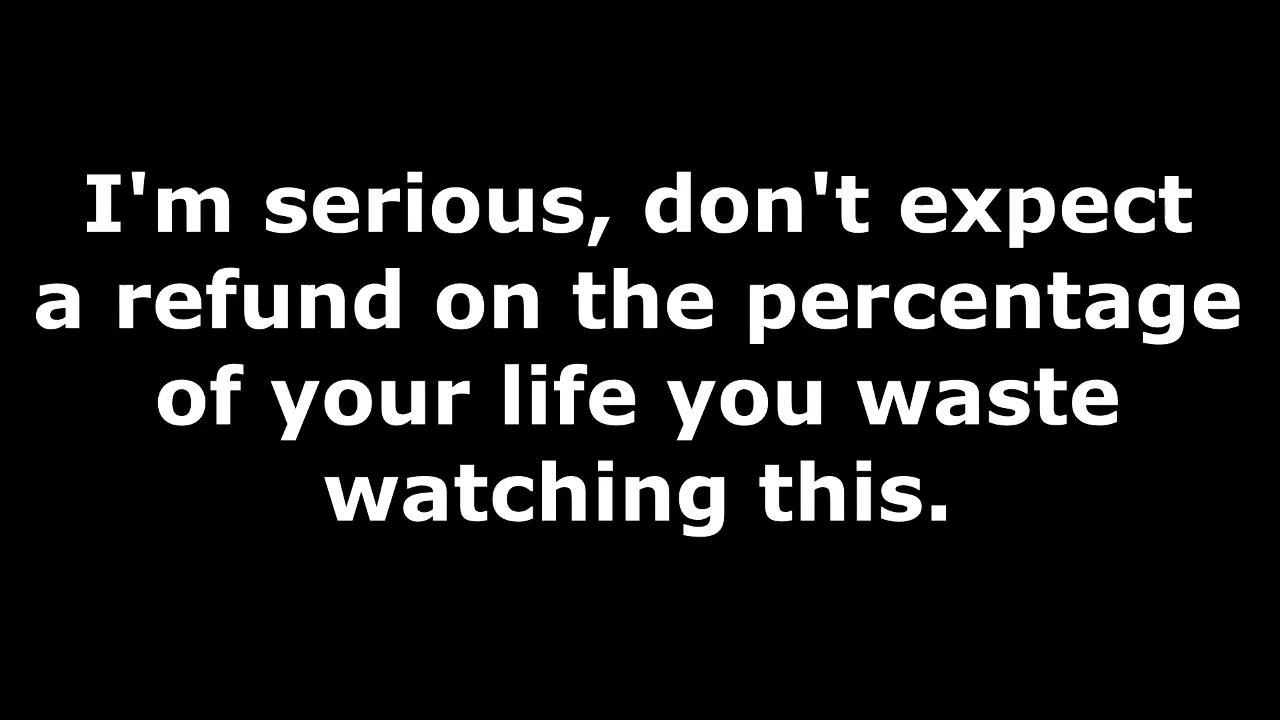 I'm serious, don't expect
a refund on the percentage
of your life you waste
watching this.